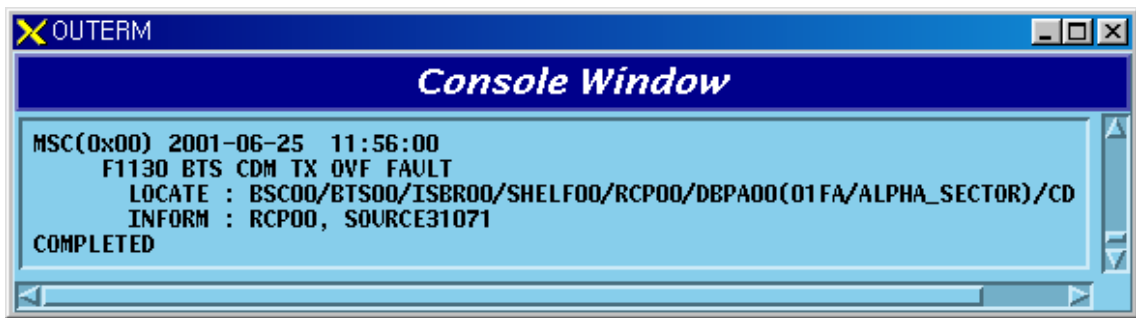 OUTERM
Console Window
MSC(0x00) 2001-06-25 11:56:00
F1130 BTS CDM TX OVF FAULT
LOCATE : BSC00/BTS00/ISBR00/SHELF00/RCP00/DBPA00(01FA/ALPHA_SECTOR)/CD
INFORM : RCP00, SOURCE31071
COMPLETED